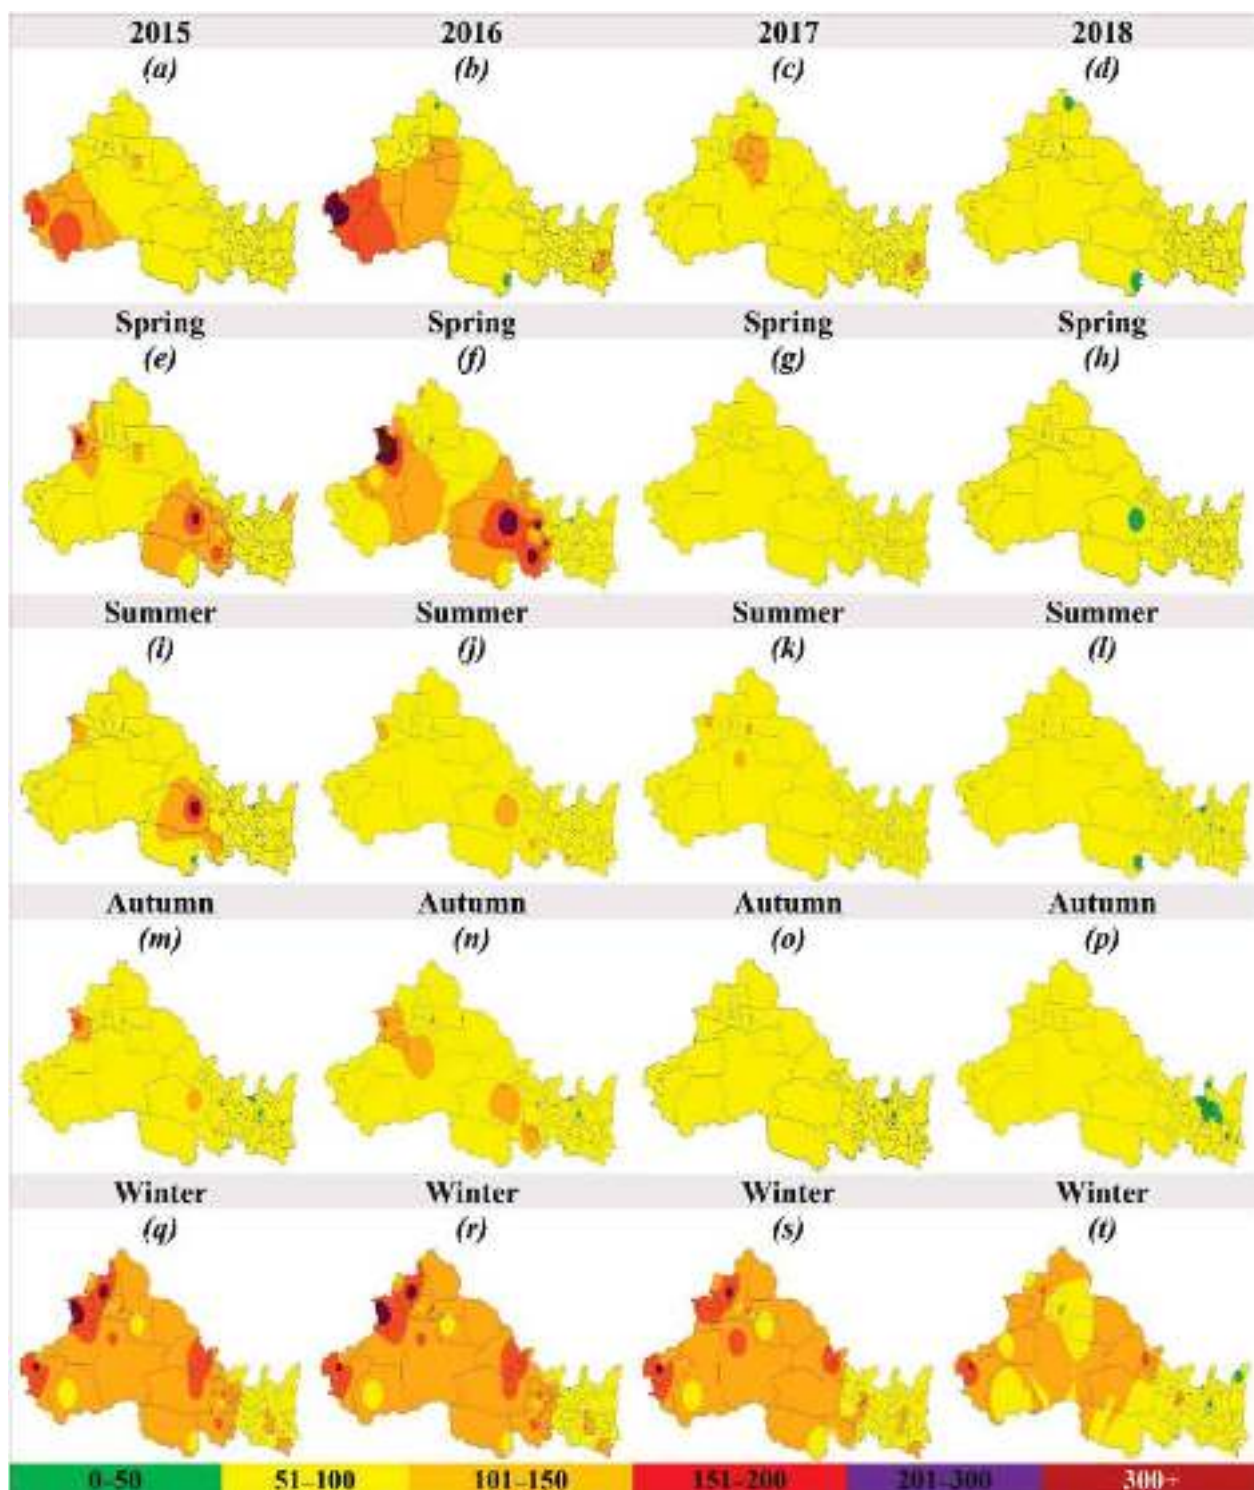 2015 2016 2017 2018
(a) (b) (c) (d)
Spring Spring Spring Spring
(e) (f) (g) (h)
Summer Summer Summer Summer
(i) (j) (k) (l)
Autumn Autumn Autumn Autumn
(m) (n) (o) (p)
Winter Winter Winter Winter
(q) (r) (s) (t)
0–50 51–100 101–150 151–200 201–300 300+